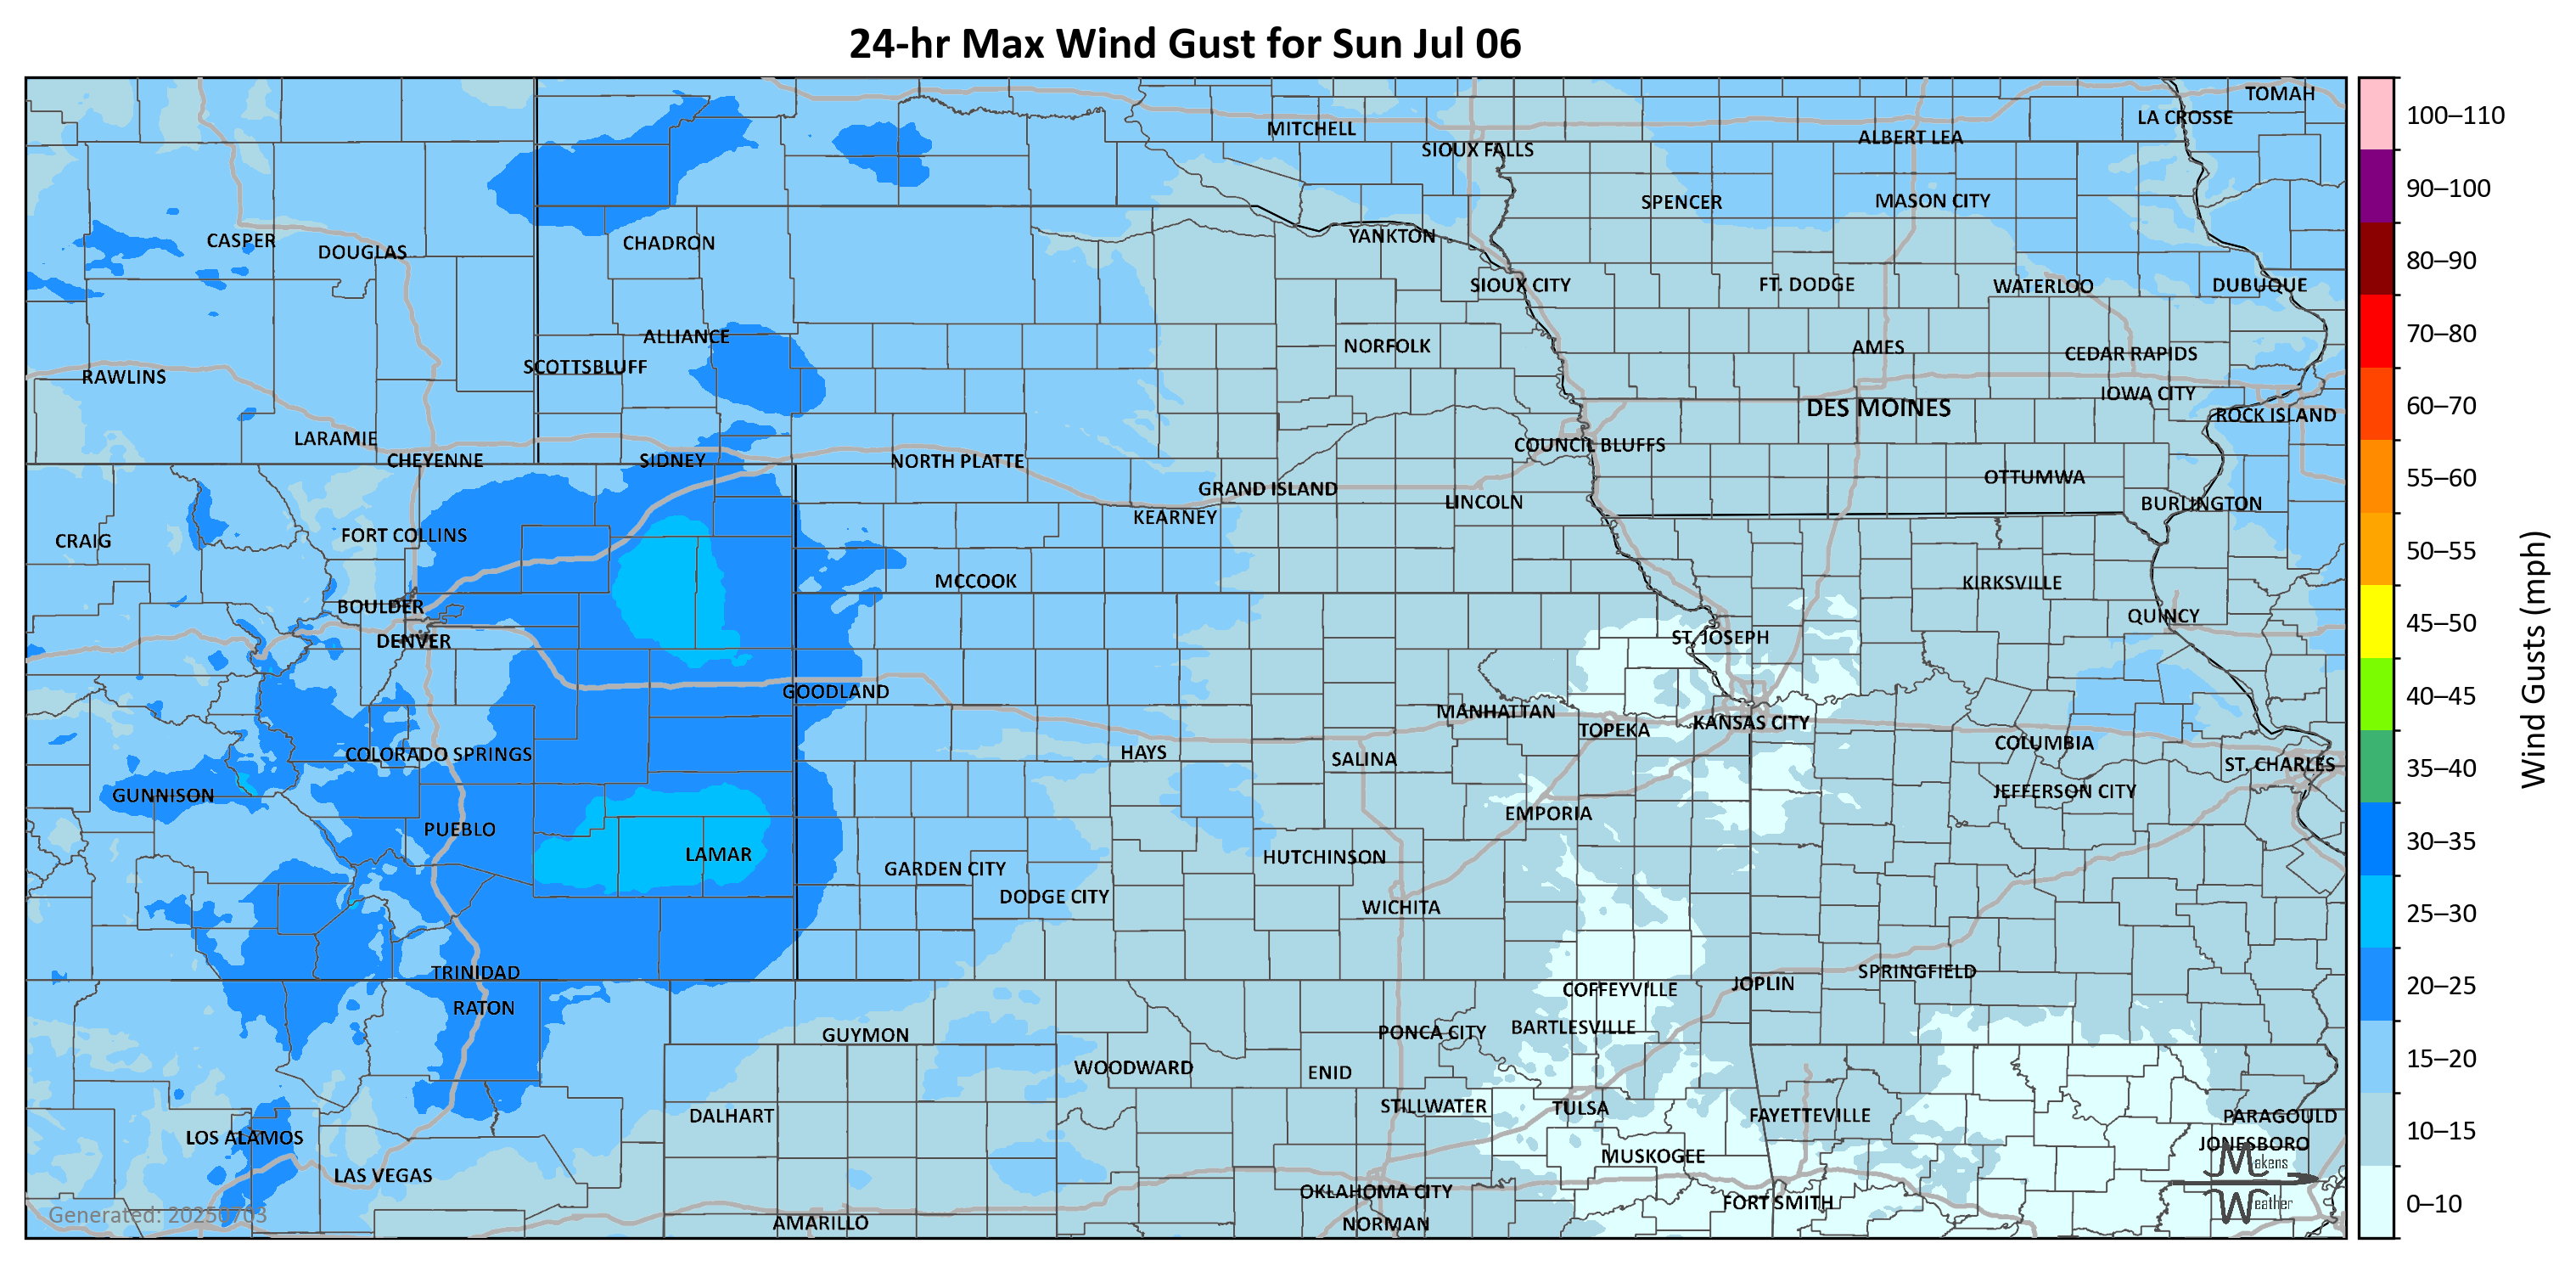 24-hr Max Wind Gust for Sun Jul 06
TOMAH
LA CROSSE
MITCHELL
ALBERT LEA
SIOUX FALLS
SPENCER
MASON CITY
YANKTON
CASPER
CHADRON
DOUGLAS
SIOUX CITY
FT. DODGE
WATERLOO
DUBUQUE
ALLIANCE
NORFOLK
AMES
CEDAR RAPIDS
SCOTTSBLUFF
RAWLINS
IOWA CITY
DES MOINES
ROCK ISLAND
LARAMIE
COUNCIL BLUFFS
CHEYENNE
SIDNEY
NORTH PLATTE
OTTUMWA
GRAND ISLAND
LINCOLN
BURLINGTON
KEARNEY
FORT COLLINS
CRAIG
MCCOOK
KIRKSVILLE
BOULDER
QUINCY
DENVER
ST. JOSEPH
GOODLAND
MANHATTAN
TOPEKA
KANSAS CITY
COLUMBIA
COLORADO SPRINGS
HAYS
SALINA
ST. CHARLES
GUNNISON
JEFFERSON CITY
EMPORIA
PUEBLO
LAMAR
HUTCHINSON
GARDEN CITY
DODGE CITY
WICHITA
TRINIDAD
SPRINGFIELD
JOPLIN
COFFEYVILLE
RATON
GUYMON
PONCA CITY
BARTLESVILLE
WOODWARD
ENID
STILLWATER
TULSA
DALHART
FAYETTEVILLE
PARAGOULD
LOS ALAMOS
JONESBORO
MUSKOGEE
LAS VEGAS
OKLAHOMA CITY
FORT SMITH
AMARILLO
NORMAN
Generated: 20250703
Makens
Weather
100–110
90–100
80–90
70–80
60–70
55–60
50–55
45–50
40–45
35–40
30–35
25–30
20–25
15–20
10–15
0–10
Wind Gusts (mph)